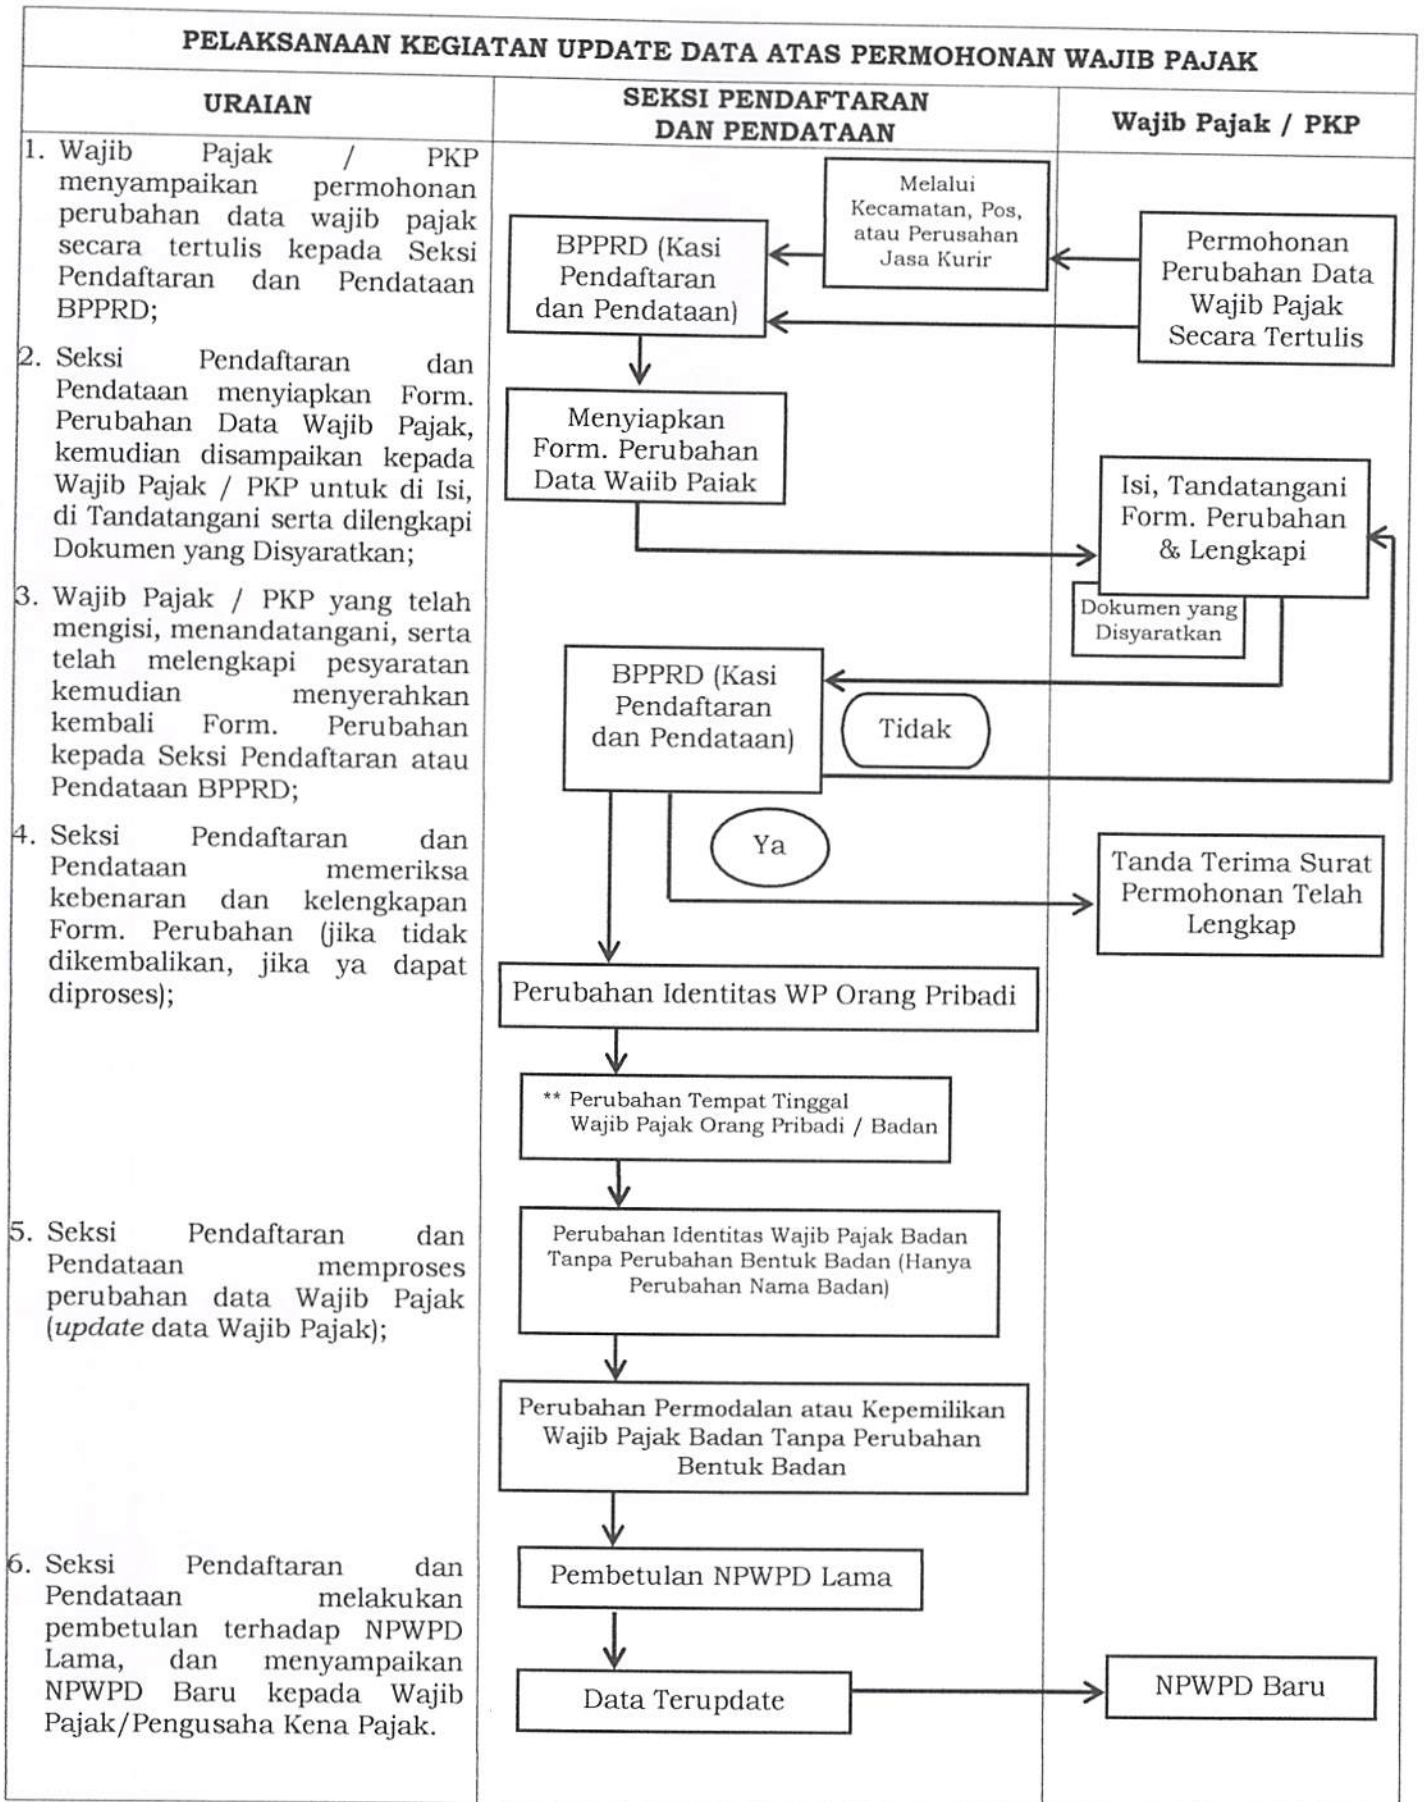 PELAKSANAAN KEGIATAN UPDATE DATA ATAS PERMOHONAN WAJIB PAJAK
URAIAN
SEKSI PENDAFTARAN
DAN PENDATAAN
Wajib Pajak / PKP
1. Wajib Pajak / PKP
menyampaikan permohonan
perubahan data wajib pajak
secara tertulis kepada Seksi
Pendaftaran dan Pendataan
BPPRD;
2. Seksi Pendaftaran dan
Pendataan menyiapkan Form.
Perubahan Data Wajib Pajak,
kemudian disampaikan kepada
Wajib Pajak / PKP untuk di Isi,
di Tandatangani serta dilengkapi
Dokumen yang Disyaratkan;
3. Wajib Pajak / PKP yang telah
mengisi, menandatangani, serta
telah melengkapi pesyaratan
kemudian menyerahkan
kembali Form. Perubahan
kepada Seksi Pendaftaran atau
Pendataan BPPRD;
4. Seksi Pendaftaran dan
Pendataan memeriksa
kebenaran dan kelengkapan
Form. Perubahan (jika tidak
dikembalikan, jika ya dapat
diproses);
5. Seksi Pendaftaran dan
Pendataan memproses
perubahan data Wajib Pajak
(update data Wajib Pajak);
6. Seksi Pendaftaran dan
Pendataan melakukan
pembetulan terhadap NPWPD
Lama, dan menyampaikan
NPWPD Baru kepada Wajib
Pajak/Pengusaha Kena Pajak.
Melalui
Kecamatan, Pos,
atau Perusahan
Jasa Kurir
BPPRD (Kasi
Pendaftaran
dan Pendataan)
Permohonan
Perubahan Data
Wajib Pajak
Secara Tertulis
Menyiapkan
Form. Perubahan
Data Waiib Paiak
Isi, Tandatangani
Form. Perubahan
& Lengkapi
Dokumen yang
Disyaratkan
BPPRD (Kasi
Pendaftaran
dan Pendataan)
Tidak
Ya
Tanda Terima Surat
Permohonan Telah
Lengkap
Perubahan Identitas WP Orang Pribadi
** Perubahan Tempat Tinggal
Wajib Pajak Orang Pribadi / Badan
Perubahan Identitas Wajib Pajak Badan
Tanpa Perubahan Bentuk Badan (Hanya
Perubahan Nama Badan)
Perubahan Permodalan atau Kepemilikan
Wajib Pajak Badan Tanpa Perubahan
Bentuk Badan
Pembetulan NPWPD Lama
Data Terupdate
NPWPD Baru